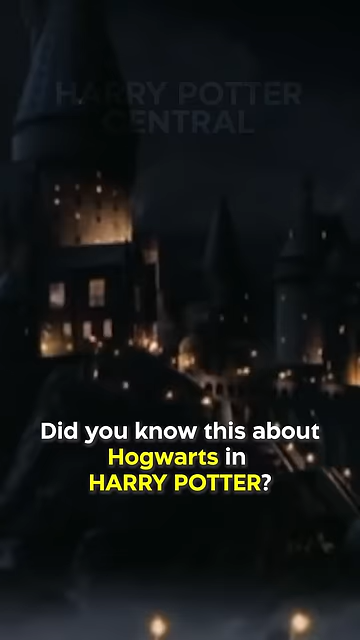 HARRY POTTER
CENTRAL
Did you know this about
Hogwarts in
HARRY POTTER?